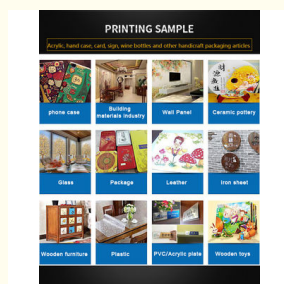 PRINTING SAMPLE
Acrylic, hand case, card, sign, wine bottles and other handicraft packaging articles
phone case
Building
materials industry
Wall Panel
Ceramic pottery
Glass
Package
Leather
Iron sheet
Wooden furniture
Plastic
PVC/Acrylic plate
Wooden toys